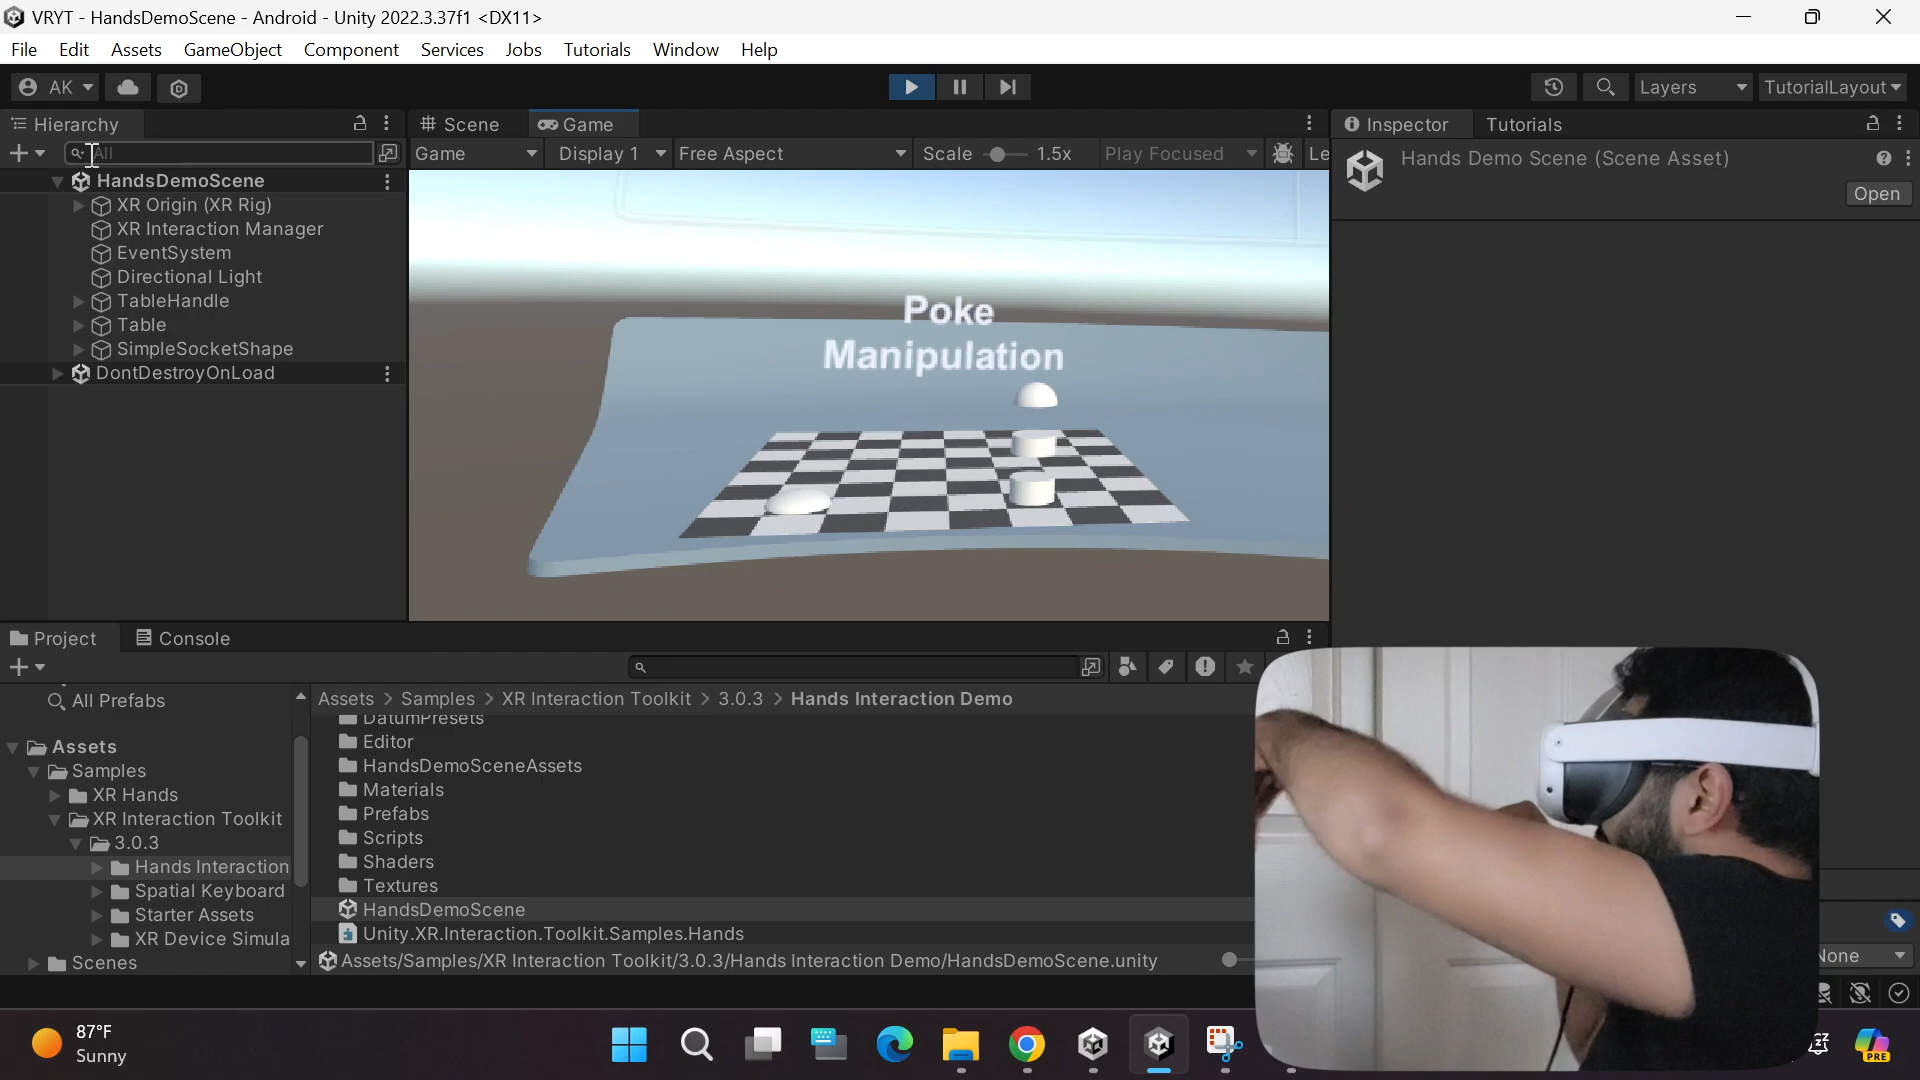 VRYT - HandsDemoScene - Android - Unity 2022.3.37f1 <DX11>
File Edit Assets GameObject Component Services Jobs Tutorials Window Help
AK
Layers
TutorialLayout
Hierarchy
All
HandsDemoScene
XR Origin (XR Rig)
XR Interaction Manager
EventSystem
Directional Light
TableHandle
Table
SimpleSocketShape
DontDestroyOnLoad
Scene Game
Game Display 1 Free Aspect Scale 1.5x Play Focused Le
Poke
Manipulation
Inspector Tutorials
Hands Demo Scene (Scene Asset)
Open
Project Console
All Prefabs
Assets
Samples
XR Hands
XR Interaction Toolkit
3.0.3
Hands Interaction
Spatial Keyboard
Starter Assets
XR Device Simula
Scenes
Assets > Samples > XR Interaction Toolkit > 3.0.3 > Hands Interaction Demo
DatumPresets
Editor
HandsDemoSceneAssets
Materials
Prefabs
Scripts
Shaders
Textures
HandsDemoScene
Unity.XR.Interaction.Toolkit.Samples.Hands
Assets/Samples/XR Interaction Toolkit/3.0.3/Hands Interaction Demo/HandsDemoScene.unity
None
87°F
Sunny
PRE